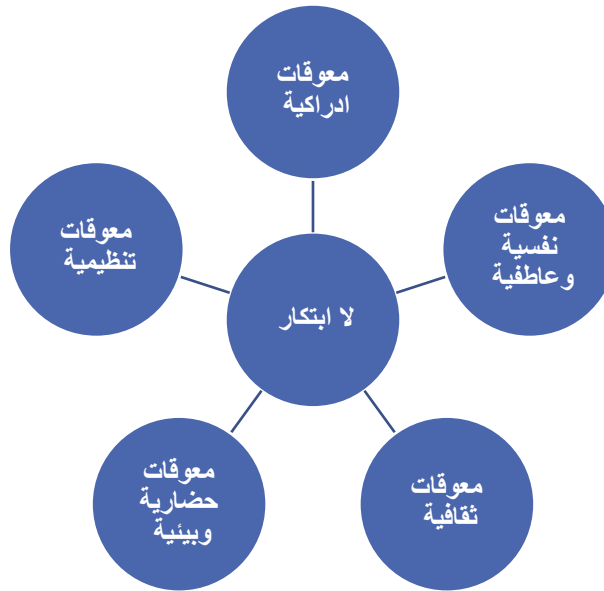 معوقات
ادراكية
معوقات
نفسية
وعاطفية
معوقات
تنظيمية
لا ابتكار
معوقات
ثقافية
معوقات
حضارية
وبيئية